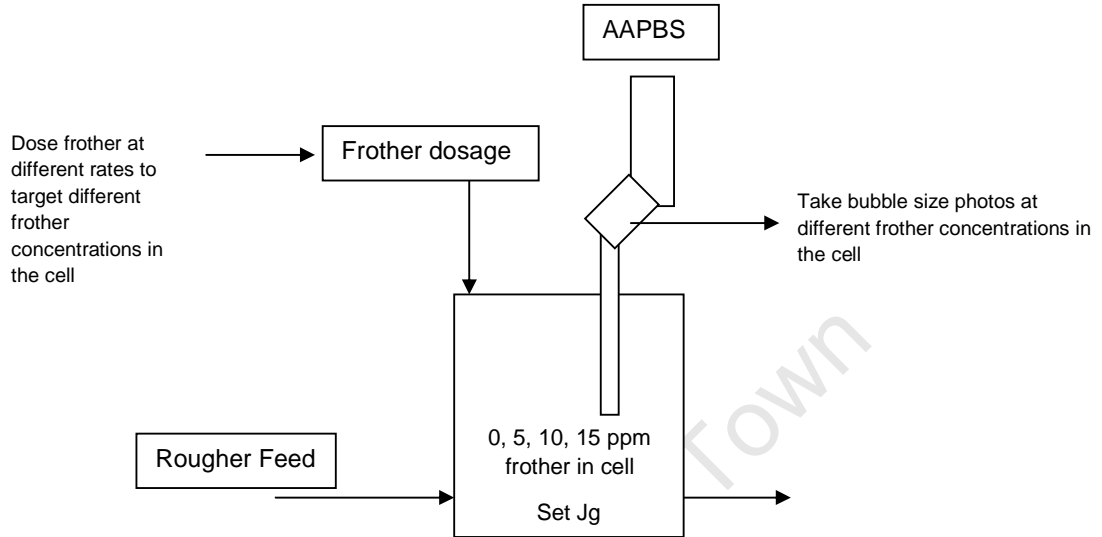 AAPBS
Dose frother at
different rates to
target different
frother
concentrations in
the cell
Frother dosage
Take bubble size photos at
different frother concentrations in
the cell
Rougher Feed
0, 5, 10, 15 ppm
frother in cell
Set Jg
Town